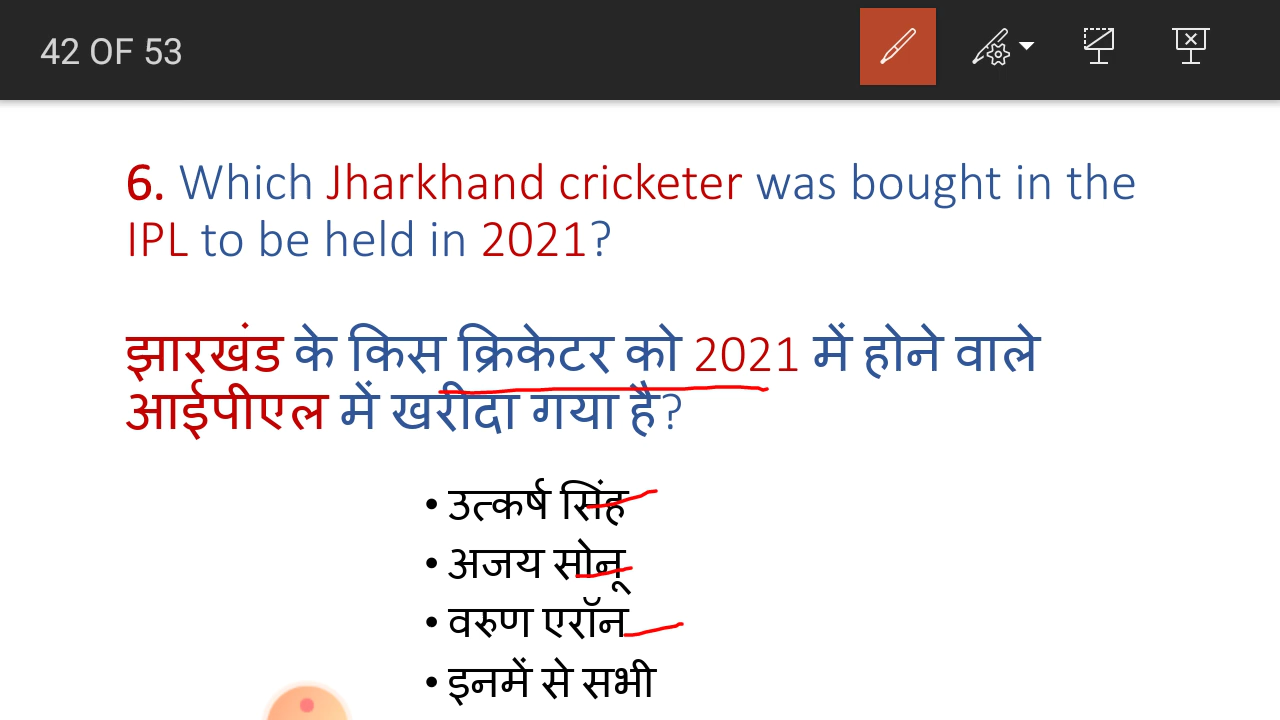 42 OF 53
6. Which Jharkhand cricketer was bought in the
IPL to be held in 2021?
झारखंड के किस क्रिकेटर को 2021 में होने वाले
आईपीएल में खरीदा गया है?
• उत्कर्ष सिंह
• अजय सोनू
• वरुण एरॉन
• इनमें से सभी